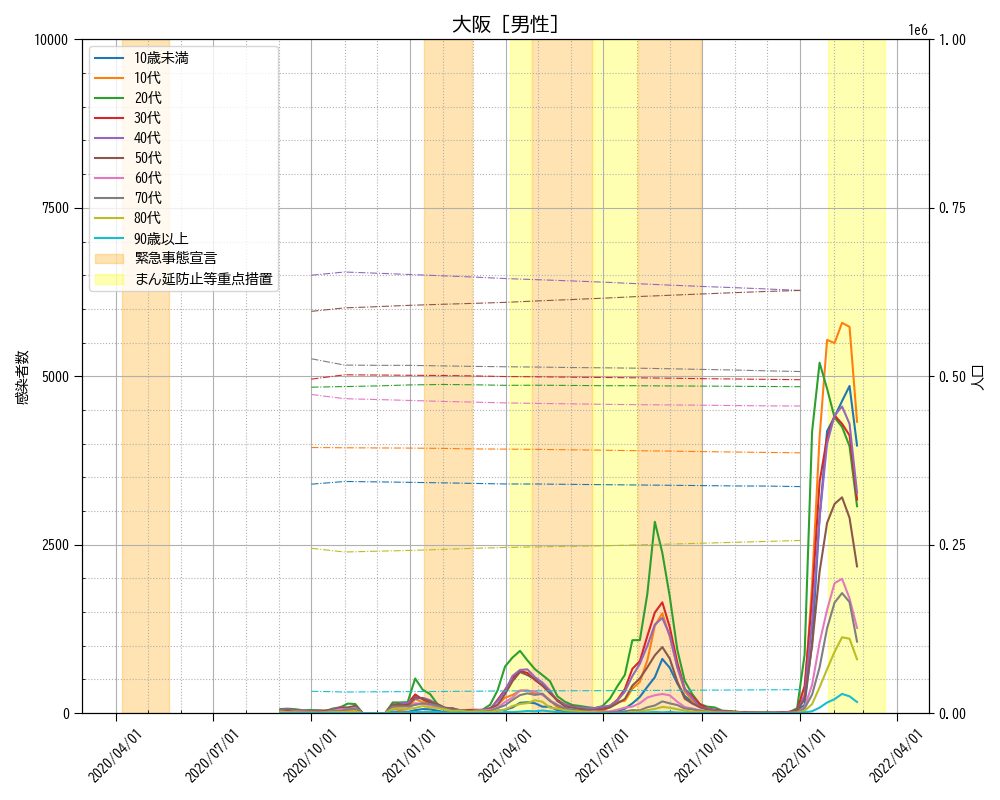 大阪 [男性]
1e6
10000
7500
5000
2500
0
感染者数
1.00
0.75
0.50
0.25
0.00
人口
10歳未満
10代
20代
30代
40代
50代
60代
70代
80代
90歳以上
緊急事態宣言
まん延防止等重点措置
2020/04/01
2020/07/01
2020/10/01
2021/01/01
2021/04/01
2021/07/01
2021/10/01
2022/01/01
2022/04/01